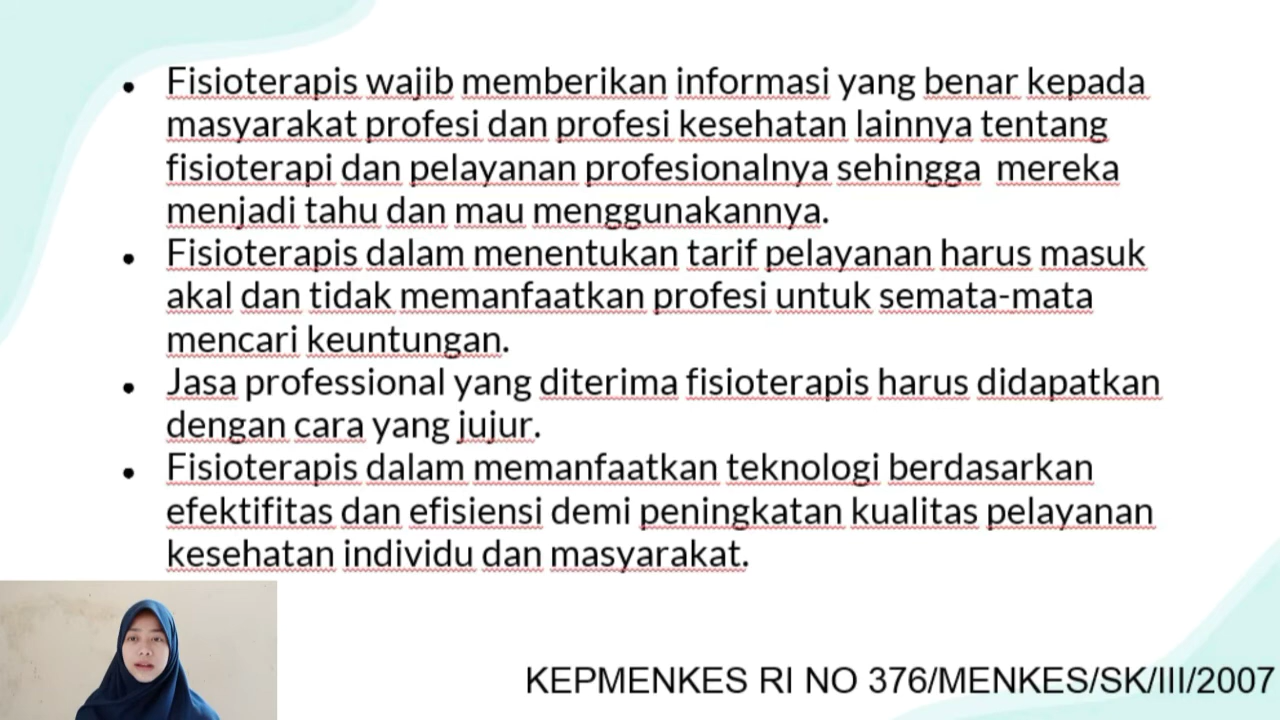 • Fisioterapis wajib memberikan informasi yang benar kepada
masyarakat profesi dan profesi kesehatan lainnya tentang
fisioterapi dan pelayanan profesionalnya sehingga  mereka
menjadi tahu dan mau menggunakannya.
• Fisioterapis dalam menentukan tarif pelayanan harus masuk
akal dan tidak memanfaatkan profesi untuk semata-mata
mencari keuntungan.
• Jasa professional yang diterima fisioterapis harus didapatkan
dengan cara yang jujur.
• Fisioterapis dalam memanfaatkan teknologi berdasarkan
efektifitas dan efisiensi demi peningkatan kualitas pelayanan
kesehatan individu dan masyarakat.
KEPMENKES RI NO 376/MENKES/SK/III/2007